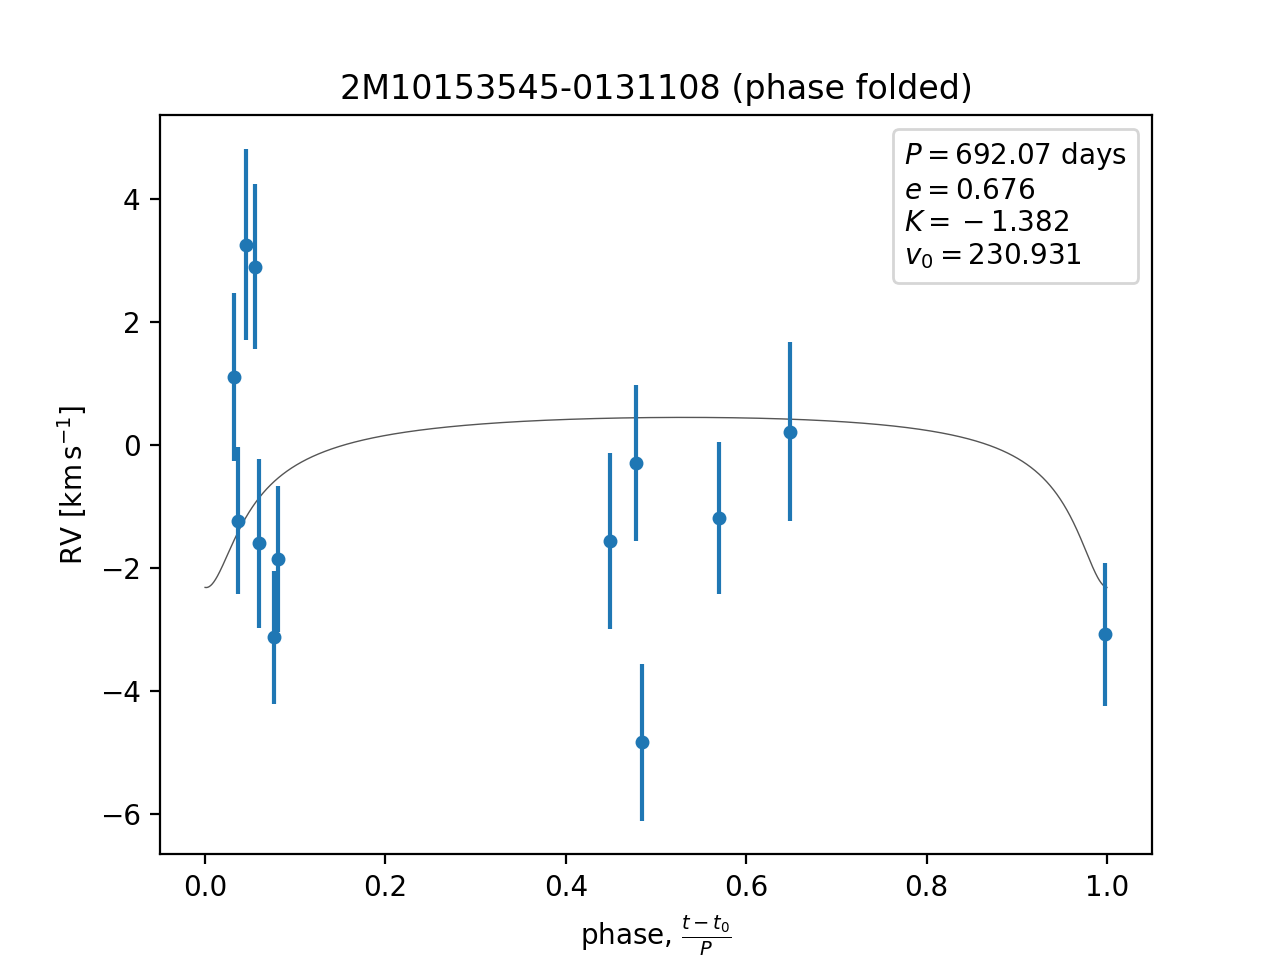 2M10153545-0131108 (phase folded)
P = 692.07 days
e = 0.676
K = −1.382
v₀ = 230.931
4
2
0
−2
−4
−6
RV [km s⁻¹]
0.0 0.2 0.4 0.6 0.8 1.0
phase, (t − t₀)/P